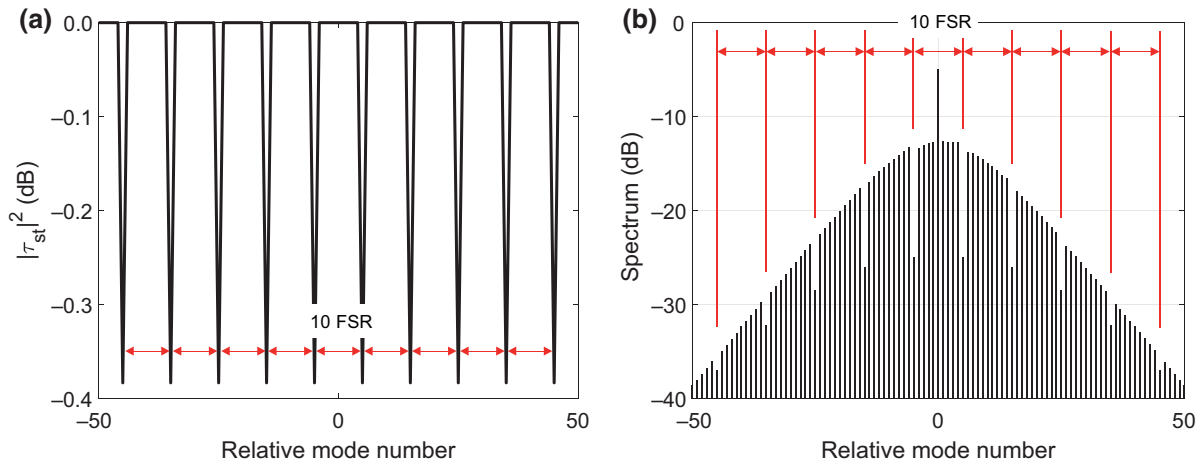 (a)
0.0
−0.1
−0.2
−0.3
−0.4
|τst|² (dB)
10 FSR
−50
0
50
Relative mode number
(b)
10 FSR
0
−10
−20
−30
−40
Spectrum (dB)
−50
0
50
Relative mode number